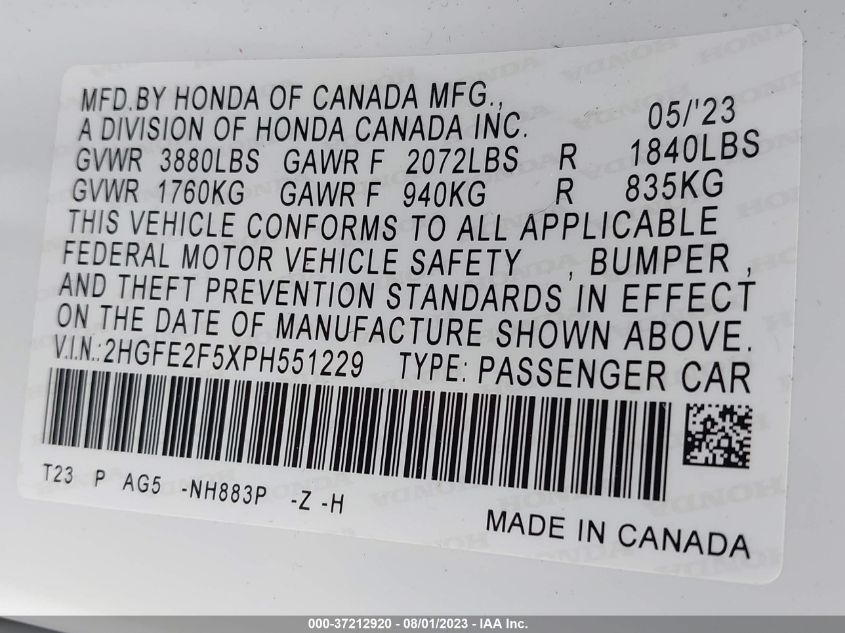 MFD.BY HONDA OF CANADA MFG.,
A DIVISION OF HONDA CANADA INC. 05/'23
GVWR 3880LBS GAWR F 2072LBS R 1840LBS
GVWR 1760KG GAWR F 940KG R 835KG
THIS VEHICLE CONFORMS TO ALL APPLICABLE
FEDERAL MOTOR VEHICLE SAFETY , BUMPER ,
AND THEFT PREVENTION STANDARDS IN EFFECT
ON THE DATE OF MANUFACTURE SHOWN ABOVE.
V.I.N.:2HGFE2F5XPH551229 TYPE: PASSENGER CAR
T23 P AG5 -NH883P -Z -H
MADE IN CANADA
000-37212920 - 08/01/2023 - IAA Inc.